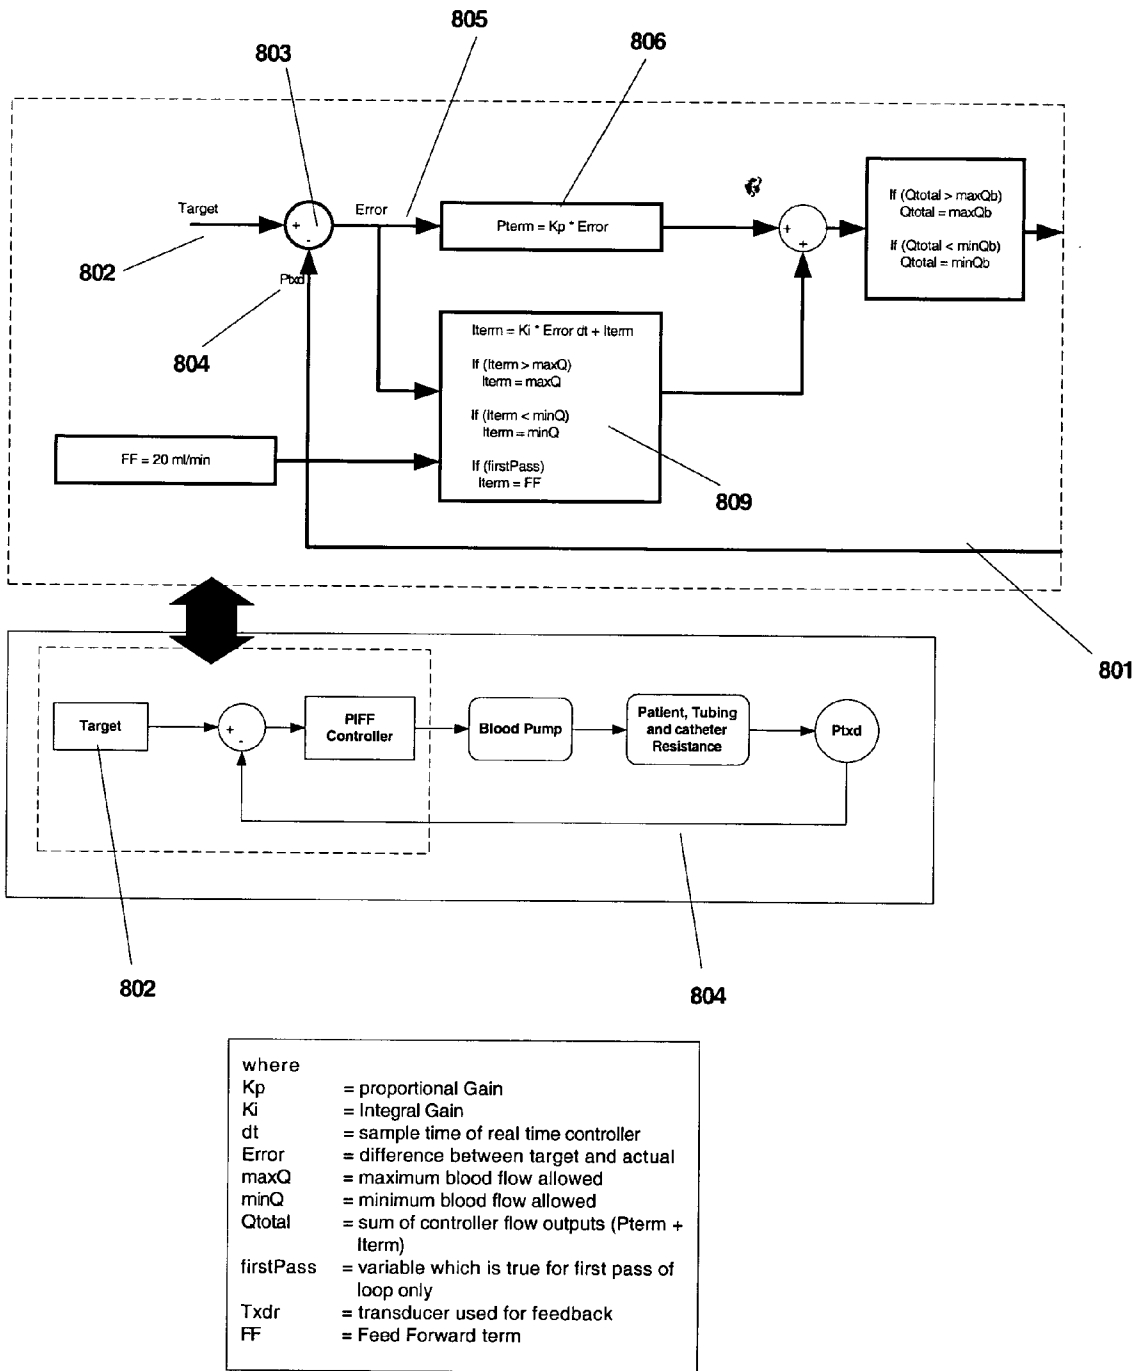 805
803
806
Target
Error
Pterm = Kp * Error
If (Qtotal > maxQb)
Qtotal = maxQb
If (Qtotal < minQb)
Qtotal = minQb
+
-
+
+
802
Ptxd
804
Iterm = Ki * Error dt + Iterm
If (Iterm > maxQ)
Iterm = maxQ
If (Iterm < minQ)
Iterm = minQ
If (firstPass)
Iterm = FF
FF = 20 ml/min
809
801
Target
+
-
PIFF
Controller
Blood Pump
Patient, Tubing
and catheter
Resistance
Ptxd
802
804
where
Kp = proportional Gain
Ki = Integral Gain
dt = sample time of real time controller
Error = difference between target and actual
maxQ = maximum blood flow allowed
minQ = minimum blood flow allowed
Qtotal = sum of controller flow outputs (Pterm +
Iterm)
firstPass = variable which is true for first pass of
loop only
Txdr = transducer used for feedback
FF = Feed Forward term